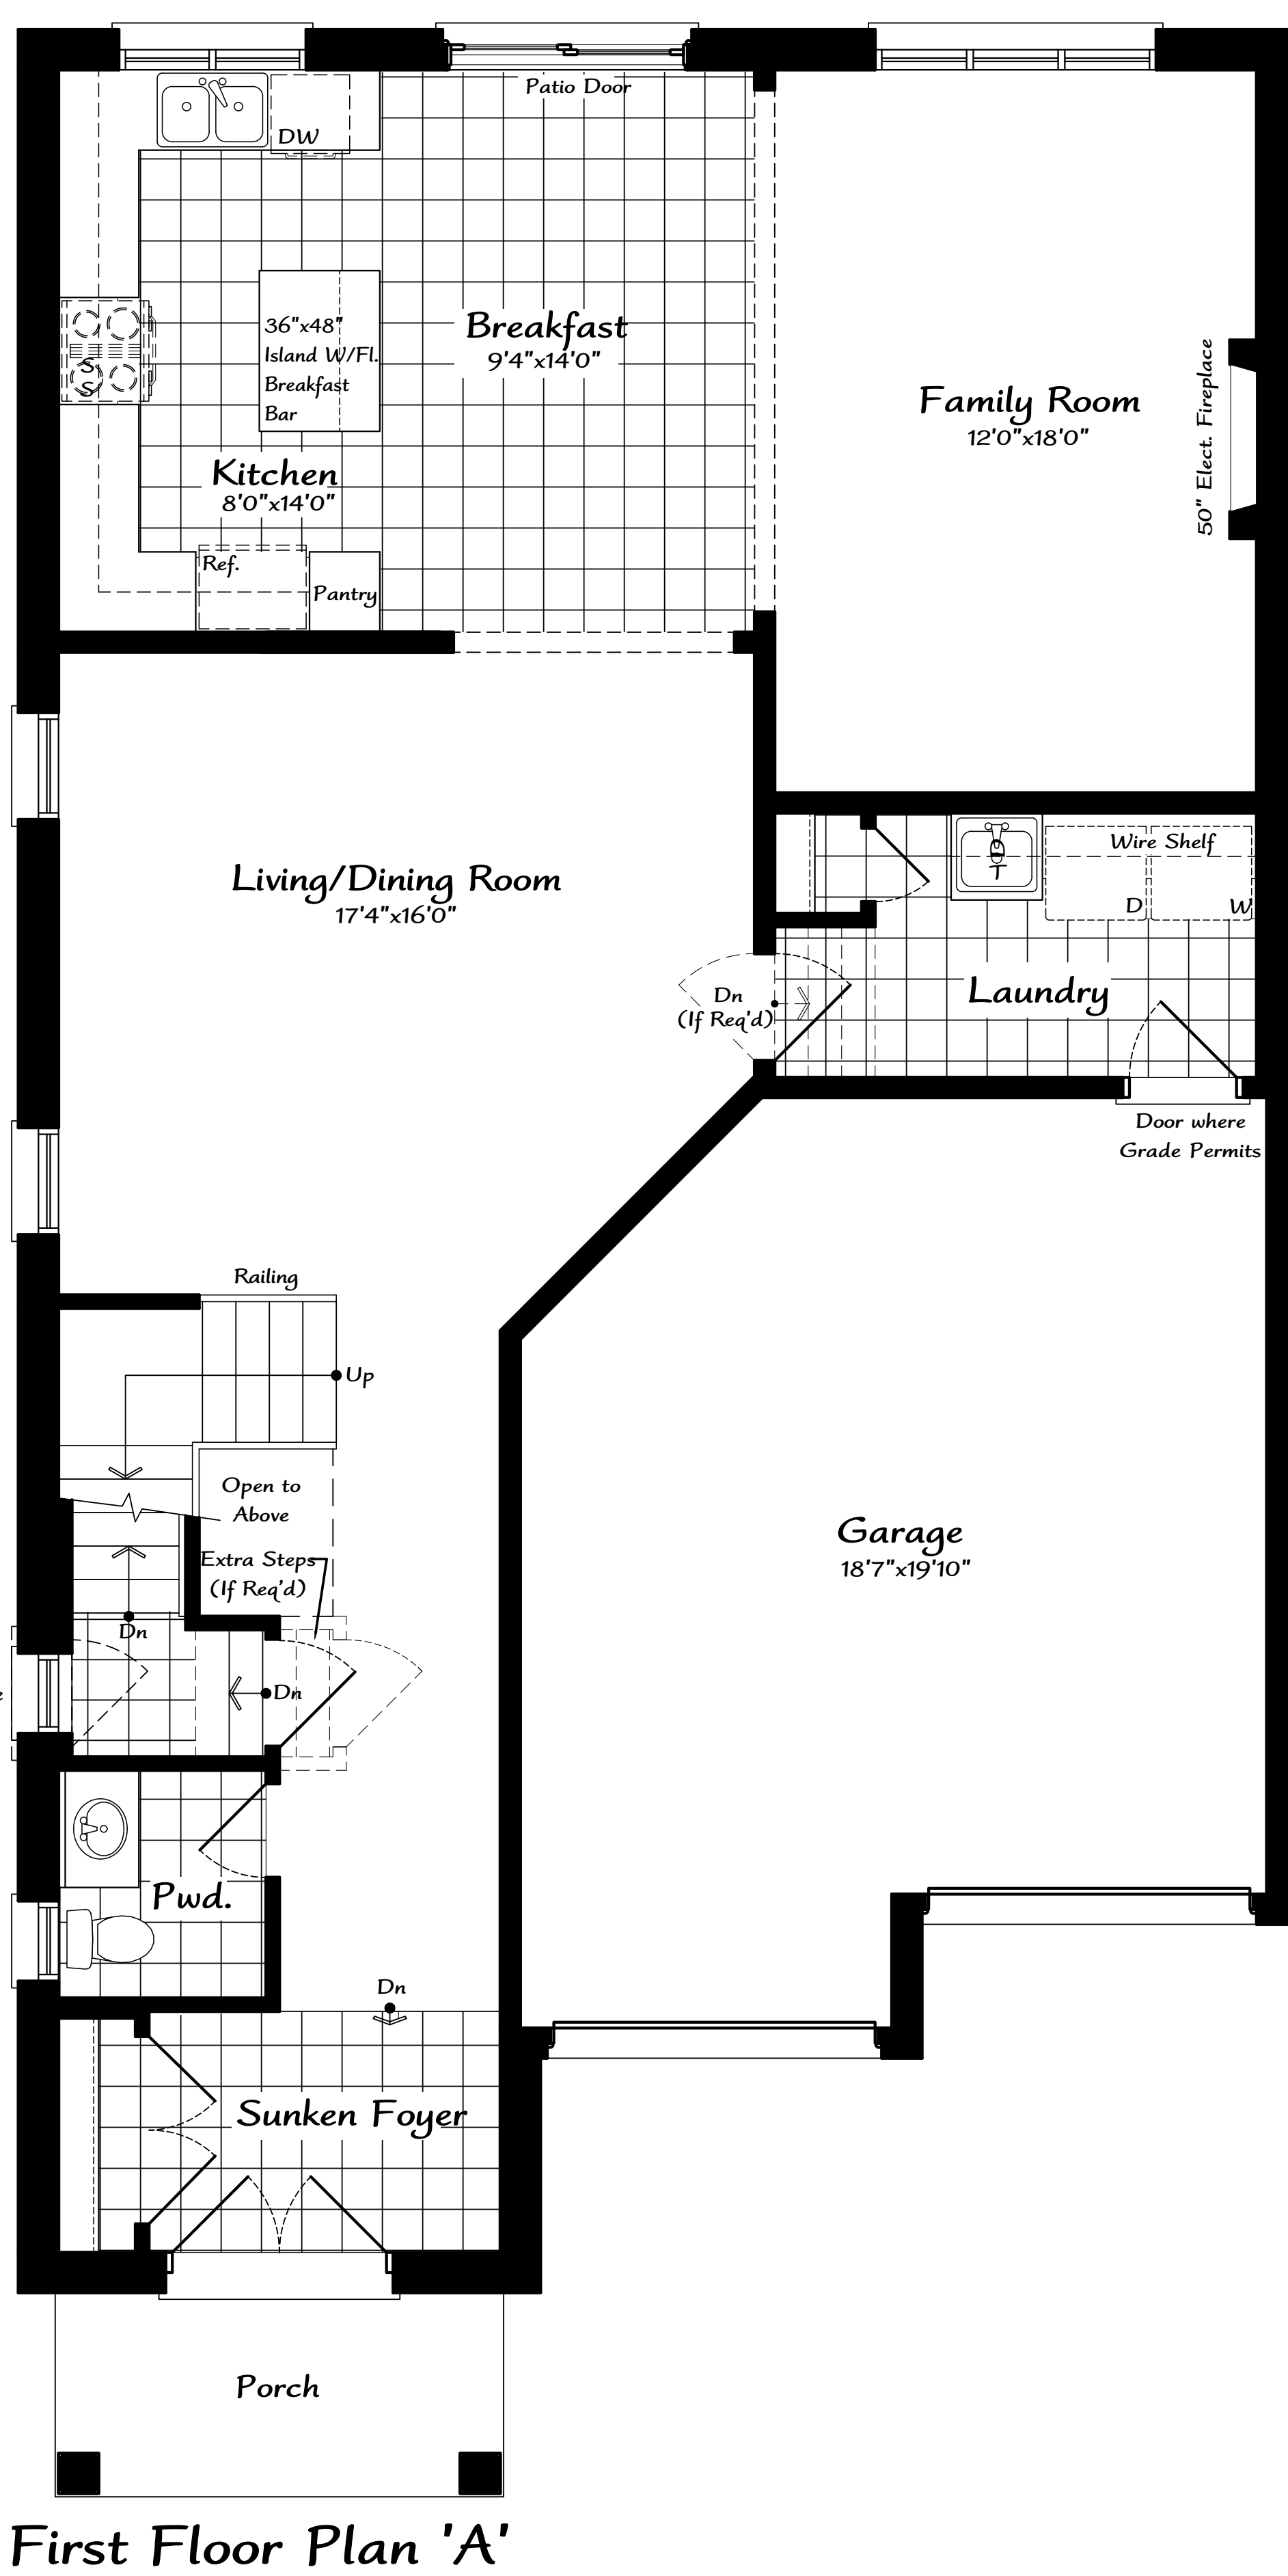 Patio Door
DW
36"x48"
Island W/Fl.
Breakfast
Bar
Breakfast
9'4"x14'0"
S
S
Family Room
12'0"x18'0"
50" Elect. Fireplace
Kitchen
8'0"x14'0"
Ref.
Pantry
Living/Dining Room
17'4"x16'0"
Wire Shelf
T
D
W
Dn
(If Req'd)
Laundry
Door where
Grade Permits
Railing
Up
Open to
Above
Extra Steps
(If Req'd)
Dn
Dn
Garage
18'7"x19'10"
Pwd.
Dn
Sunken Foyer
Porch
First Floor Plan 'A'